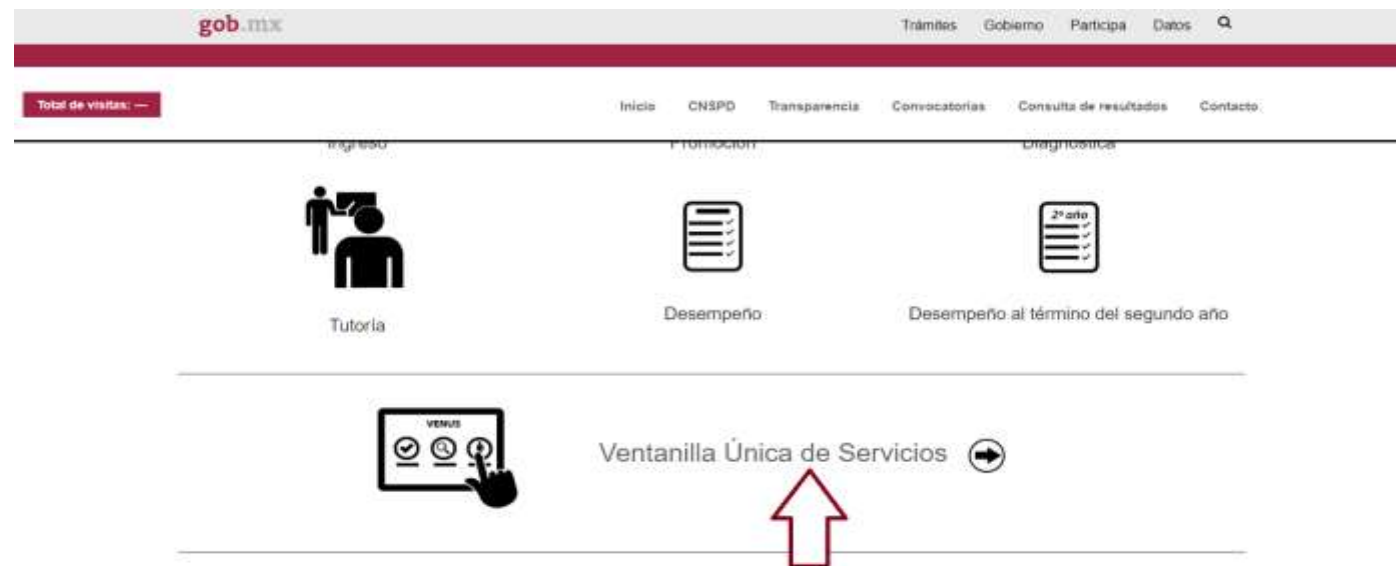 gob.mx
Trámites Gobierno Participa Datos
Total de visitas: —
Inicio CNSPD Transparencia Convocatorias Consulta de resultados Contacto
Ingreso Promoción Diagnóstica
2º año
Tutoría Desempeño Desempeño al término del segundo año
VENUS
Ventanilla Única de Servicios